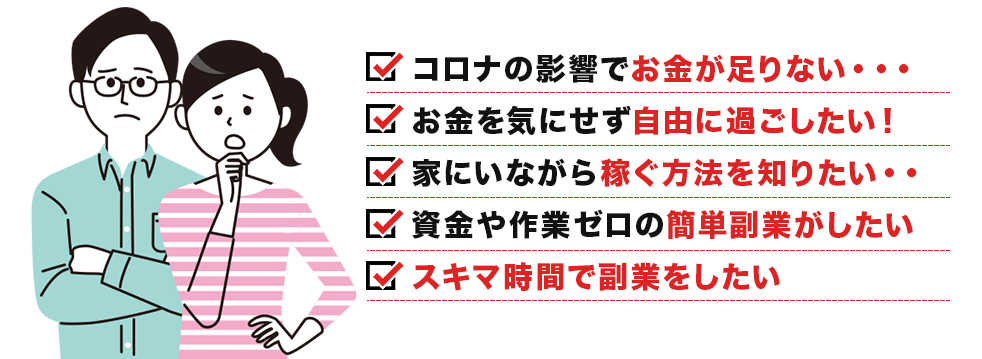 コロナの影響でお金が足りない・・・
お金を気にせず自由に過ごしたい!
家にいながら稼ぐ方法を知りたい・・
資金や作業ゼロの簡単副業がしたい
スキマ時間で副業をしたい